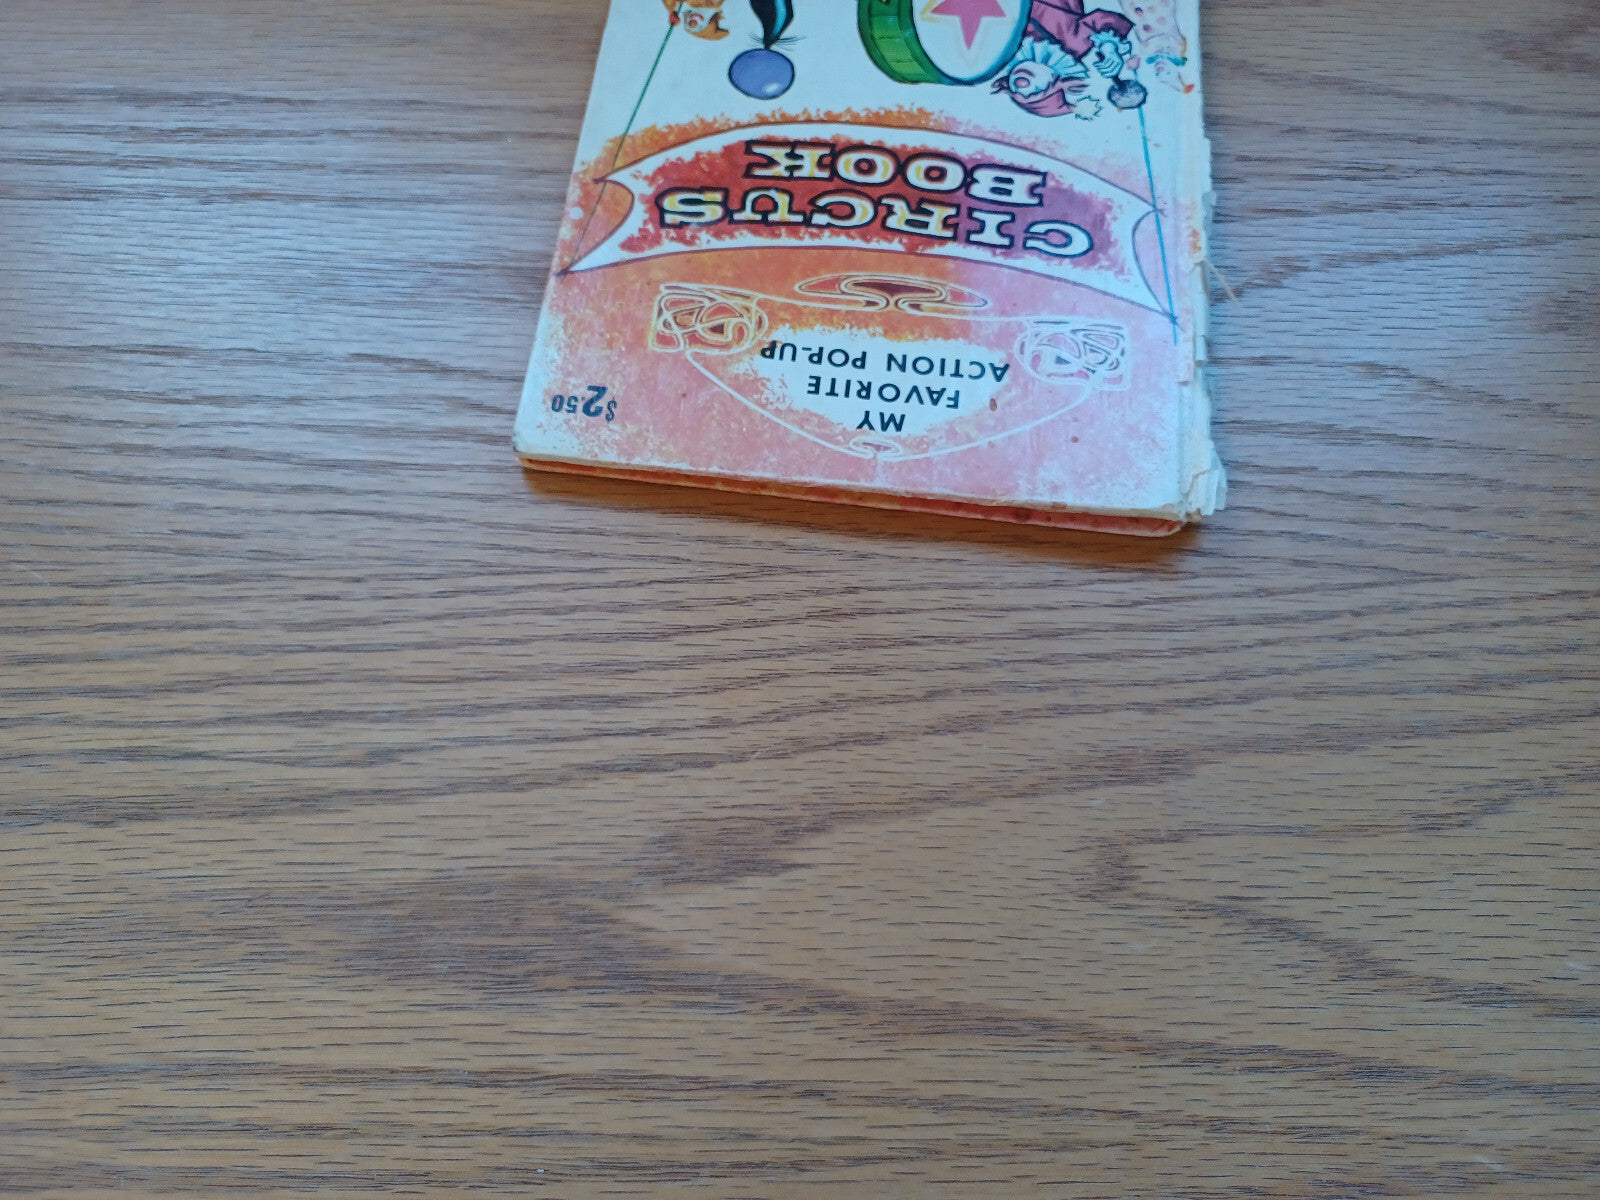 $2.50
MY
FAVORITE
ACTION POP-UP
CIRCUS
BOOK